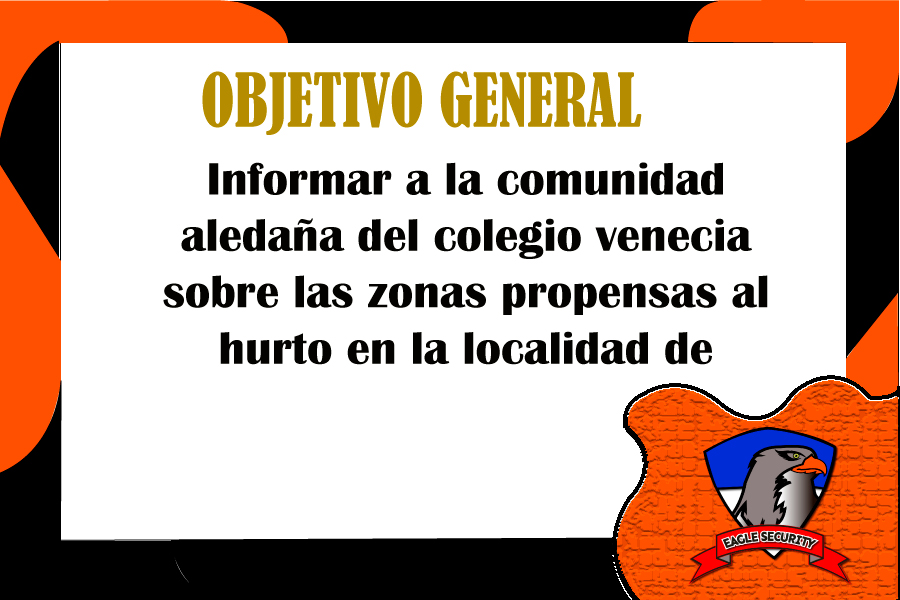 OBJETIVO GENERAL
Informar a la comunidad
aledaña del colegio venecia
sobre las zonas propensas al
hurto en la localidad de
EAGLE SECURITY